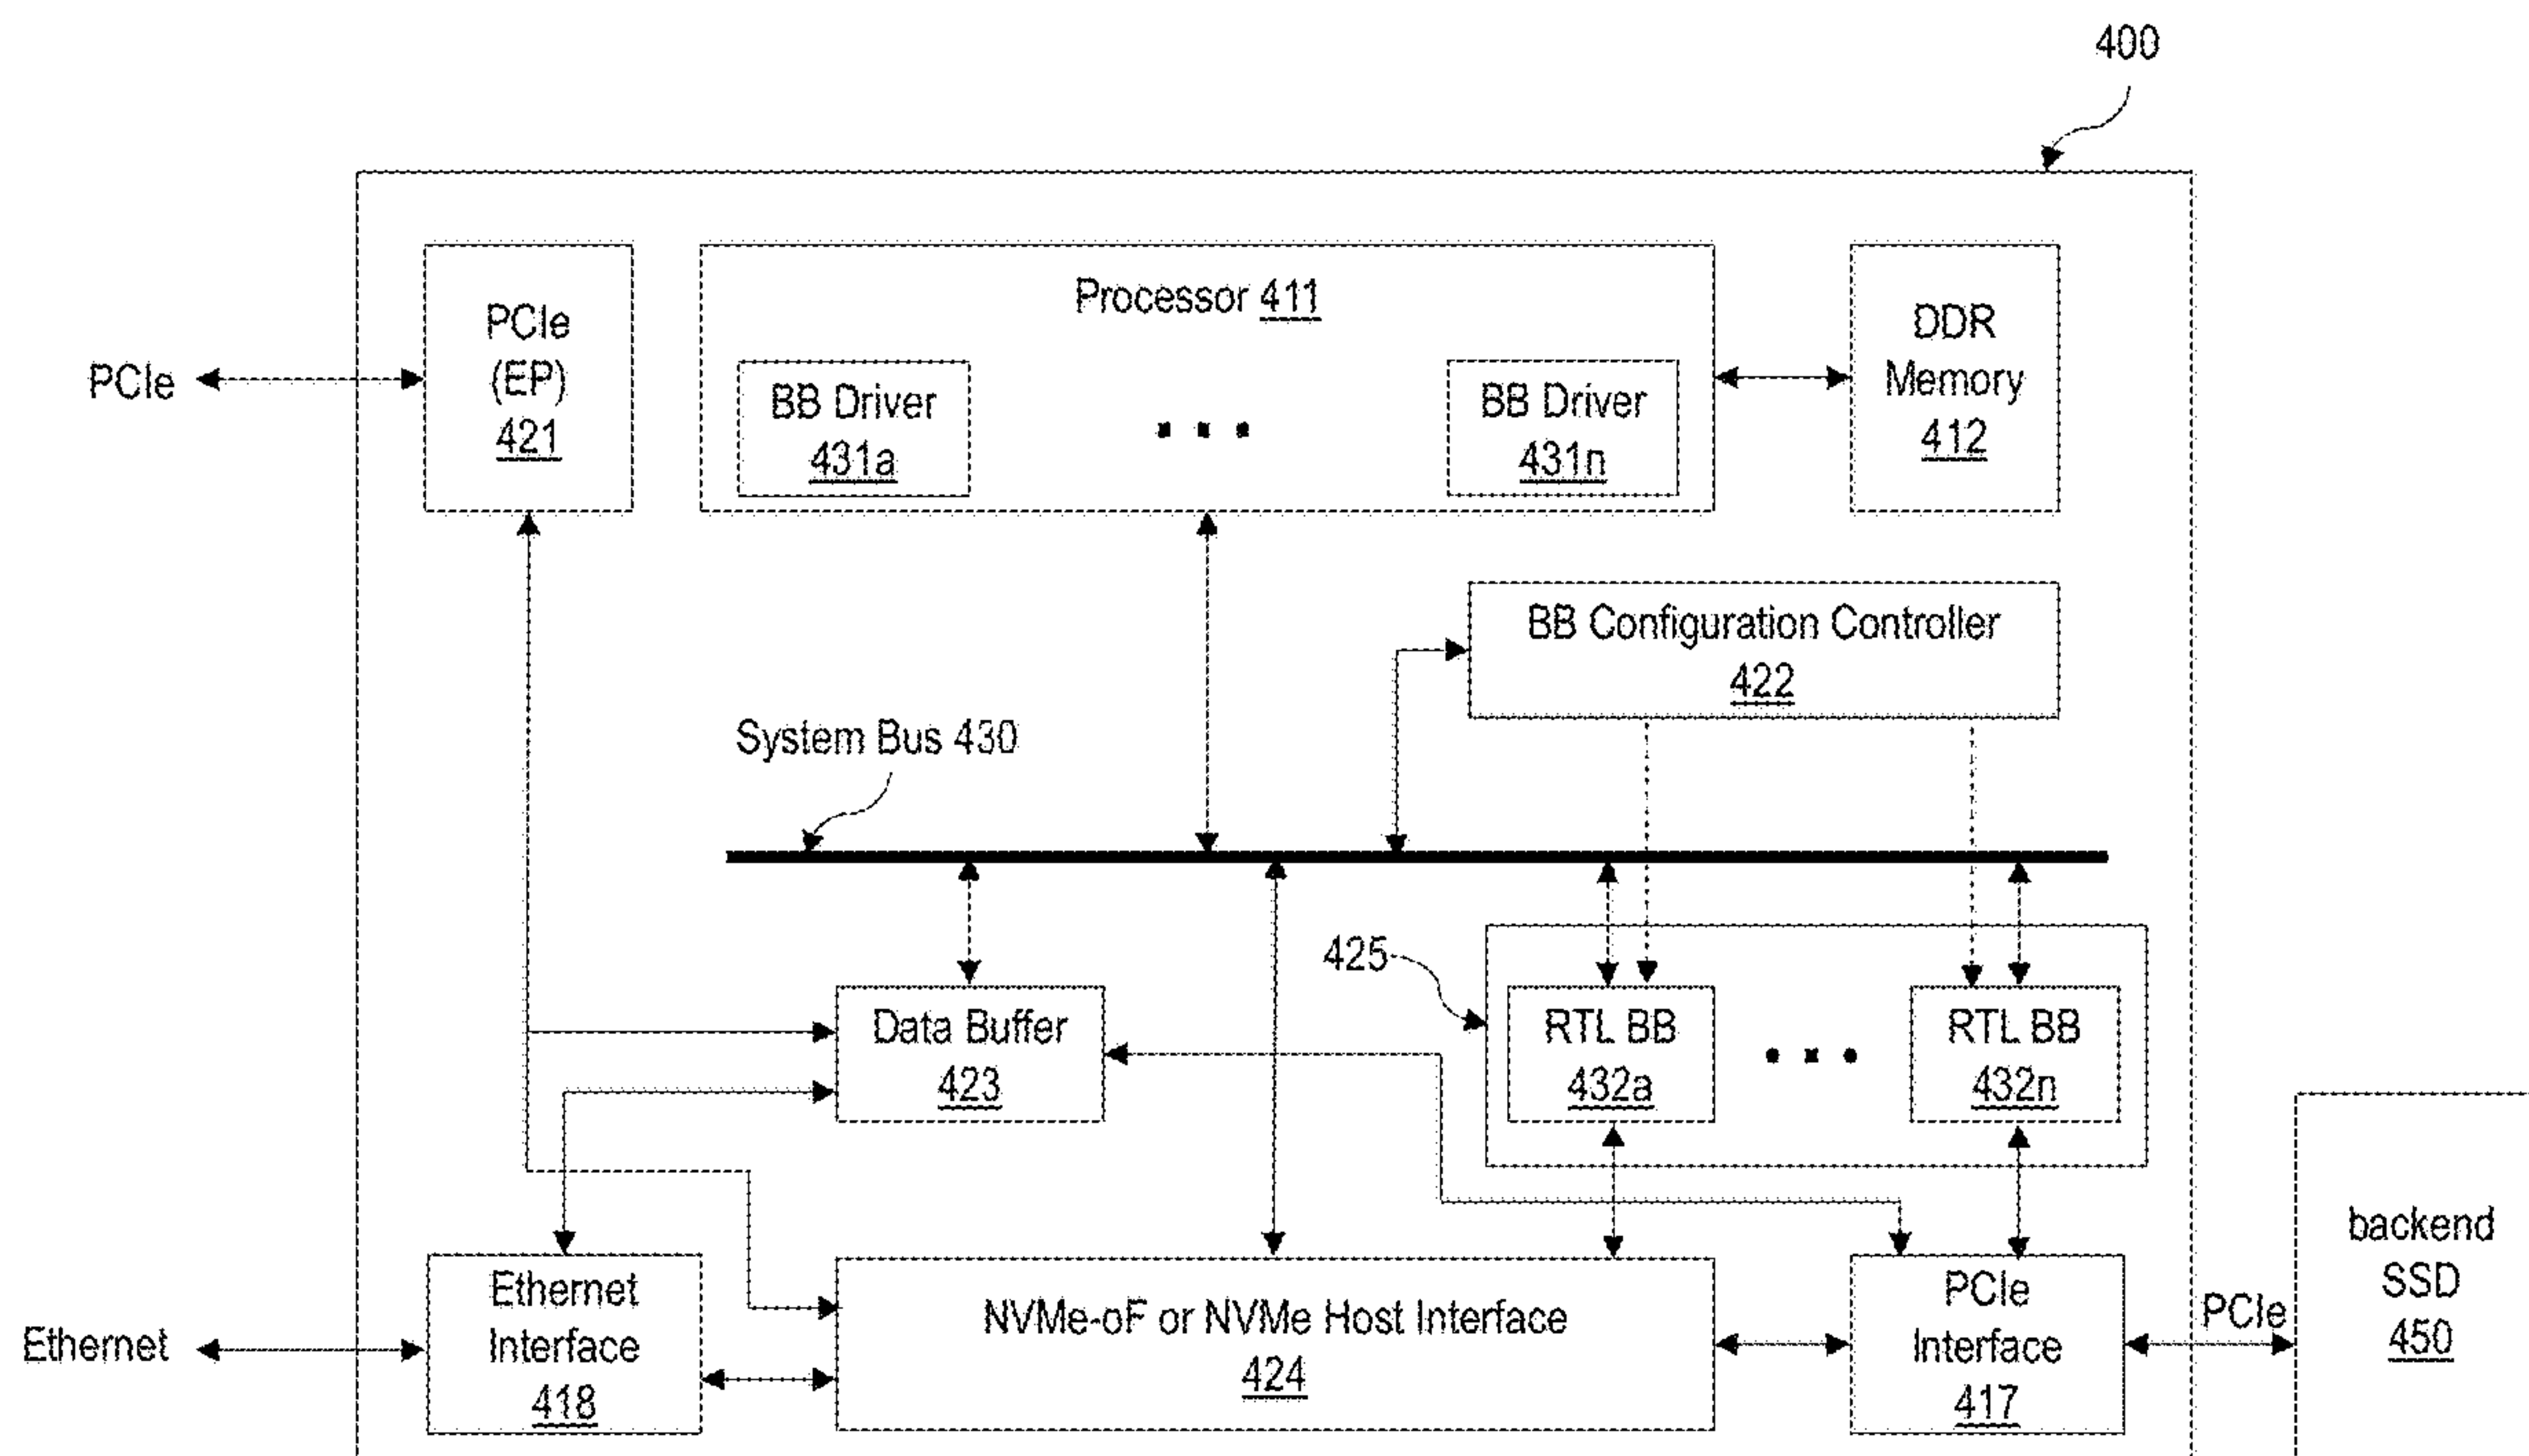 400
PCIe
PCIe
(EP)
421
Processor 411
BB Driver
431a
BB Driver
431n
DDR
Memory
412
BB Configuration Controller
422
System Bus 430
425
Data Buffer
423
RTL BB
432a
RTL BB
432n
Ethernet
Ethernet
Interface
418
NVMe-oF or NVMe Host Interface
424
PCIe
Interface
417
PCIe
backend
SSD
450